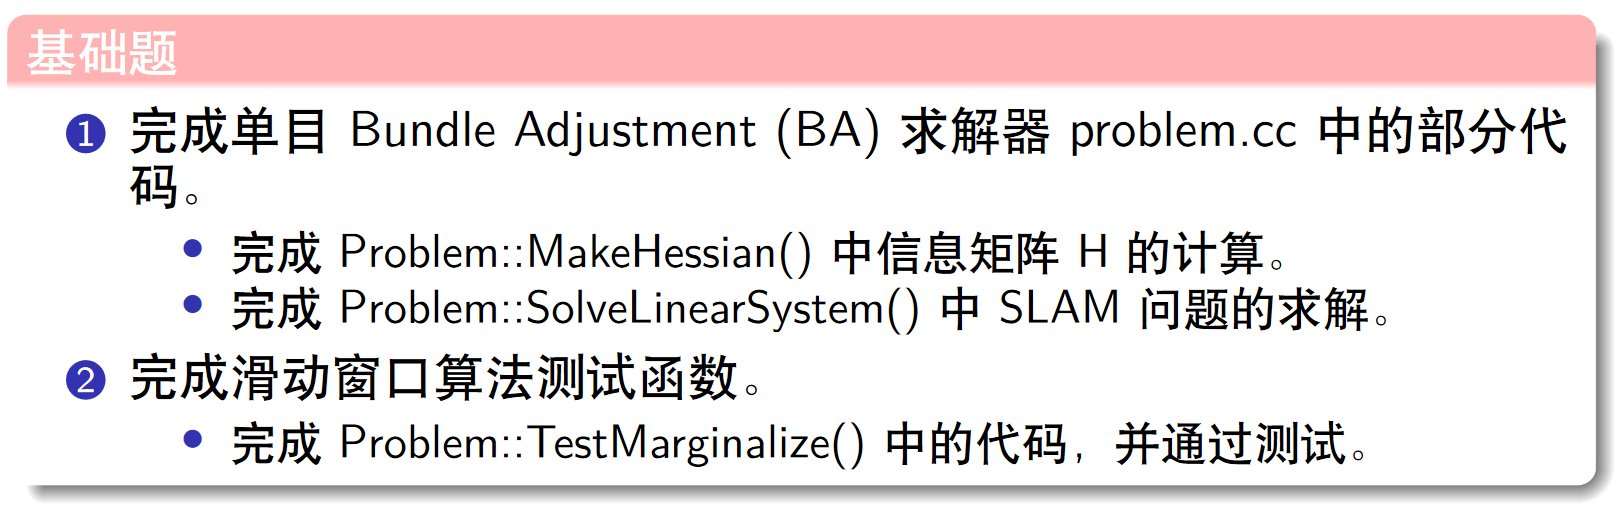 基础题
1 完成单目 Bundle Adjustment (BA) 求解器 problem.cc 中的部分代
码。
• 完成 Problem::MakeHessian() 中信息矩阵 H 的计算。
• 完成 Problem::SolveLinearSystem() 中 SLAM 问题的求解。
2 完成滑动窗口算法测试函数。
• 完成 Problem::TestMarginalize() 中的代码，并通过测试。